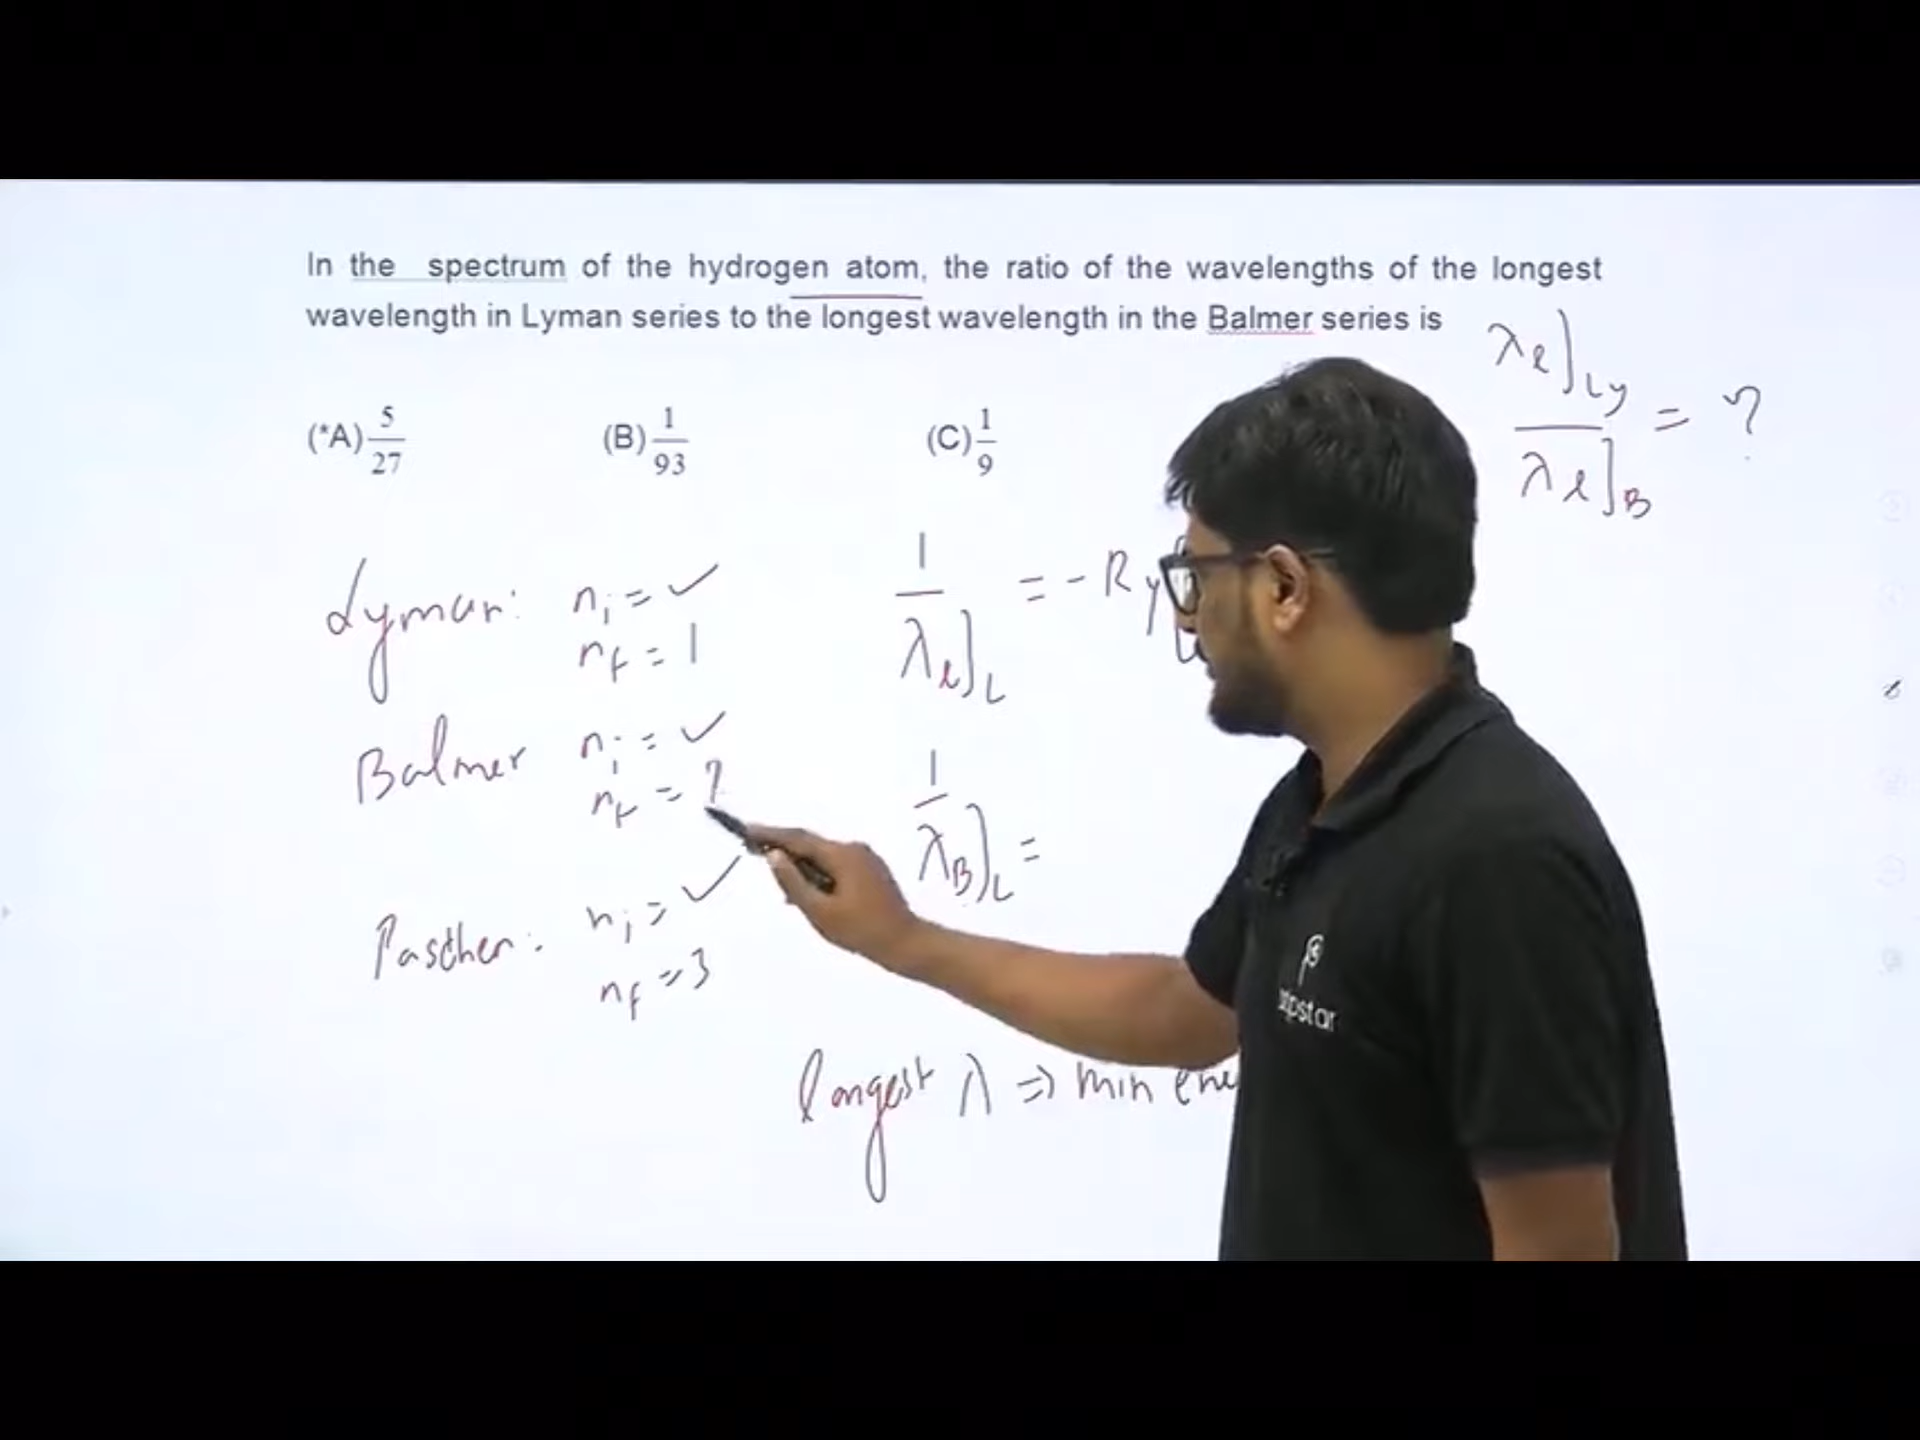 In the spectrum of the hydrogen atom, the ratio of the wavelengths of the longest
wavelength in Lyman series to the longest wavelength in the Balmer series is
(*A) 5/27 (B) 1/93 (C) 1/9
λℓ]Ly / λℓ]B = ?
Lyman: ni = ✓
nf = 1
Balmer ni = ✓
nf = 2
Paschen: ni = ✓
nf = 3
1/λℓ]L = - Ry
1/λB]L =
longest λ => min